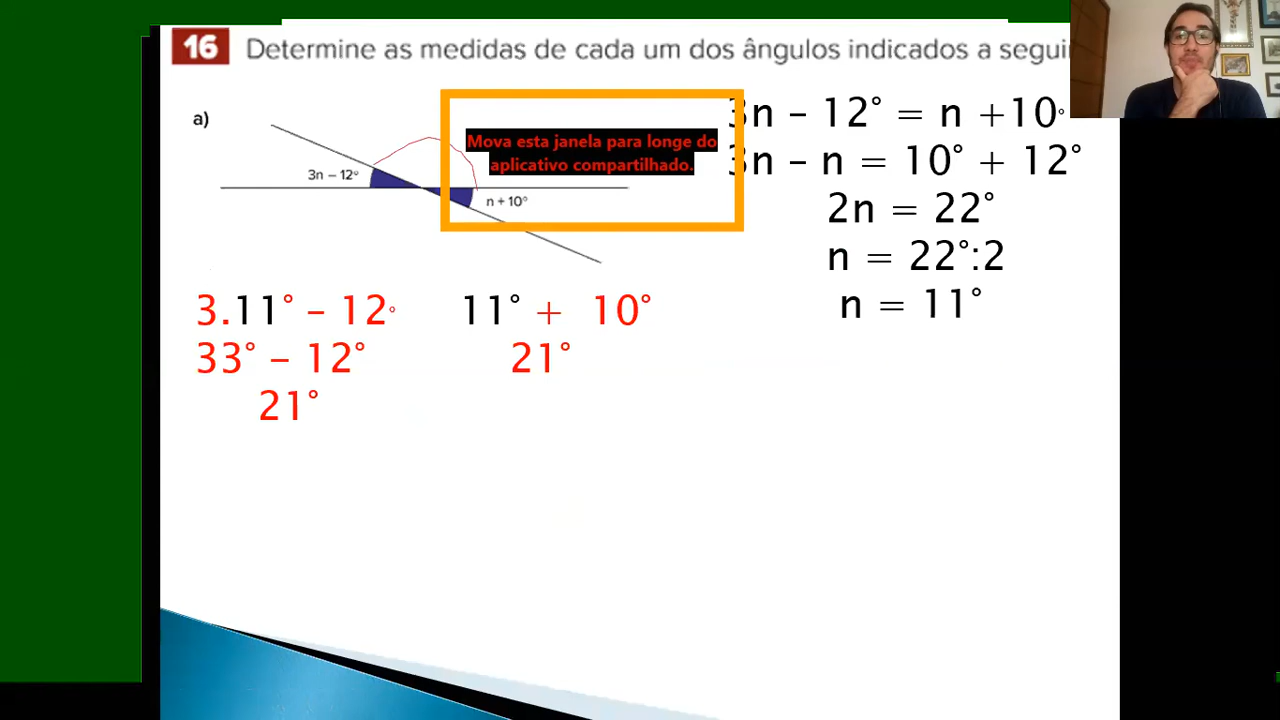 16 Determine as medidas de cada um dos ângulos indicados a
a)
3n – 12°
n + 10°
Mova esta janela para longe do
aplicativo compartilhado.
3n – 12° = n +10°
3n – n = 10° + 12°
2n = 22°
n = 22°:2
n = 11°
3.11° – 12°
33° – 12°
21°
11° + 10°
21°